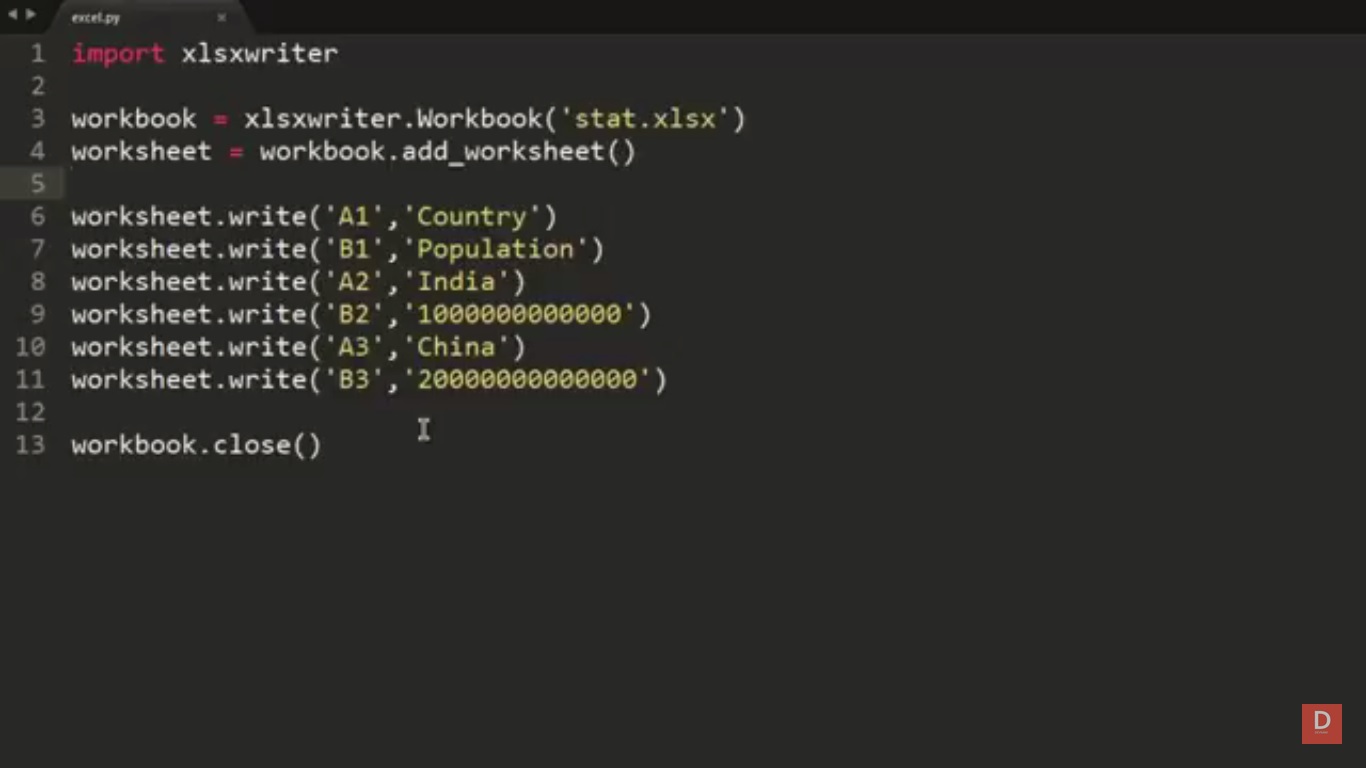 excel.py
1 import xlsxwriter
2
3 workbook = xlsxwriter.Workbook('stat.xlsx')
4 worksheet = workbook.add_worksheet()
5
6 worksheet.write('A1','Country')
7 worksheet.write('B1','Population')
8 worksheet.write('A2','India')
9 worksheet.write('B2','1000000000000')
10 worksheet.write('A3','China')
11 worksheet.write('B3','20000000000000')
12
13 workbook.close()
D